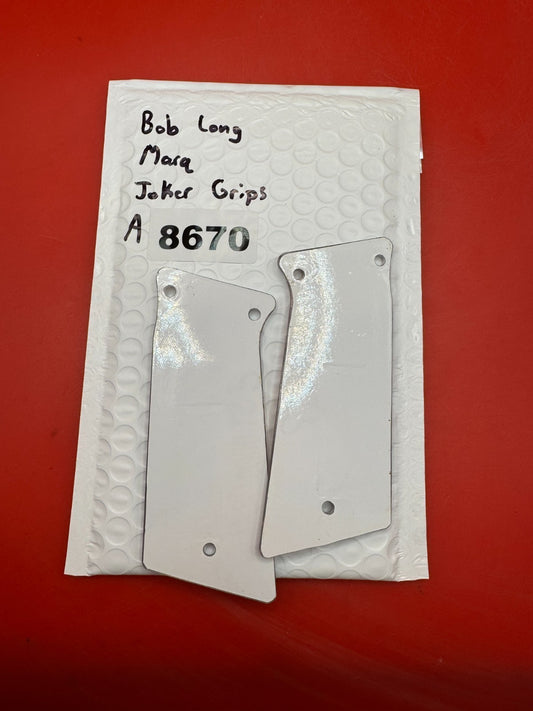 Bob Long
Marq
Joker Grips
A 8670